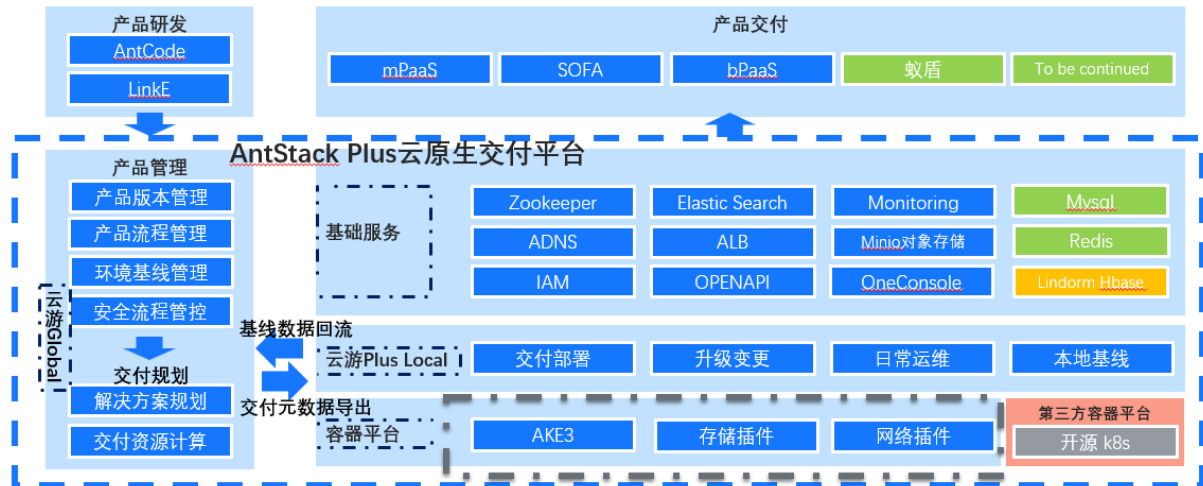 产品研发
AntCode
LinkE
产品交付
mPaaS
SOFA
bPaaS
蚁盾
To be continued
AntStack Plus云原生交付平台
产品管理
产品版本管理
产品流程管理
环境基线管理
安全流程管控
云游Global
交付规划
解决方案规划
交付资源计算
基线数据回流
交付元数据导出
基础服务
Zookeeper
Elastic Search
Monitoring
Mysql
ADNS
ALB
Minio对象存储
Redis
IAM
OPENAPI
OneConsole
Lindorm Hbase
云游Plus Local
交付部署
升级变更
日常运维
本地基线
容器平台
AKE3
存储插件
网络插件
第三方容器平台
开源 k8s